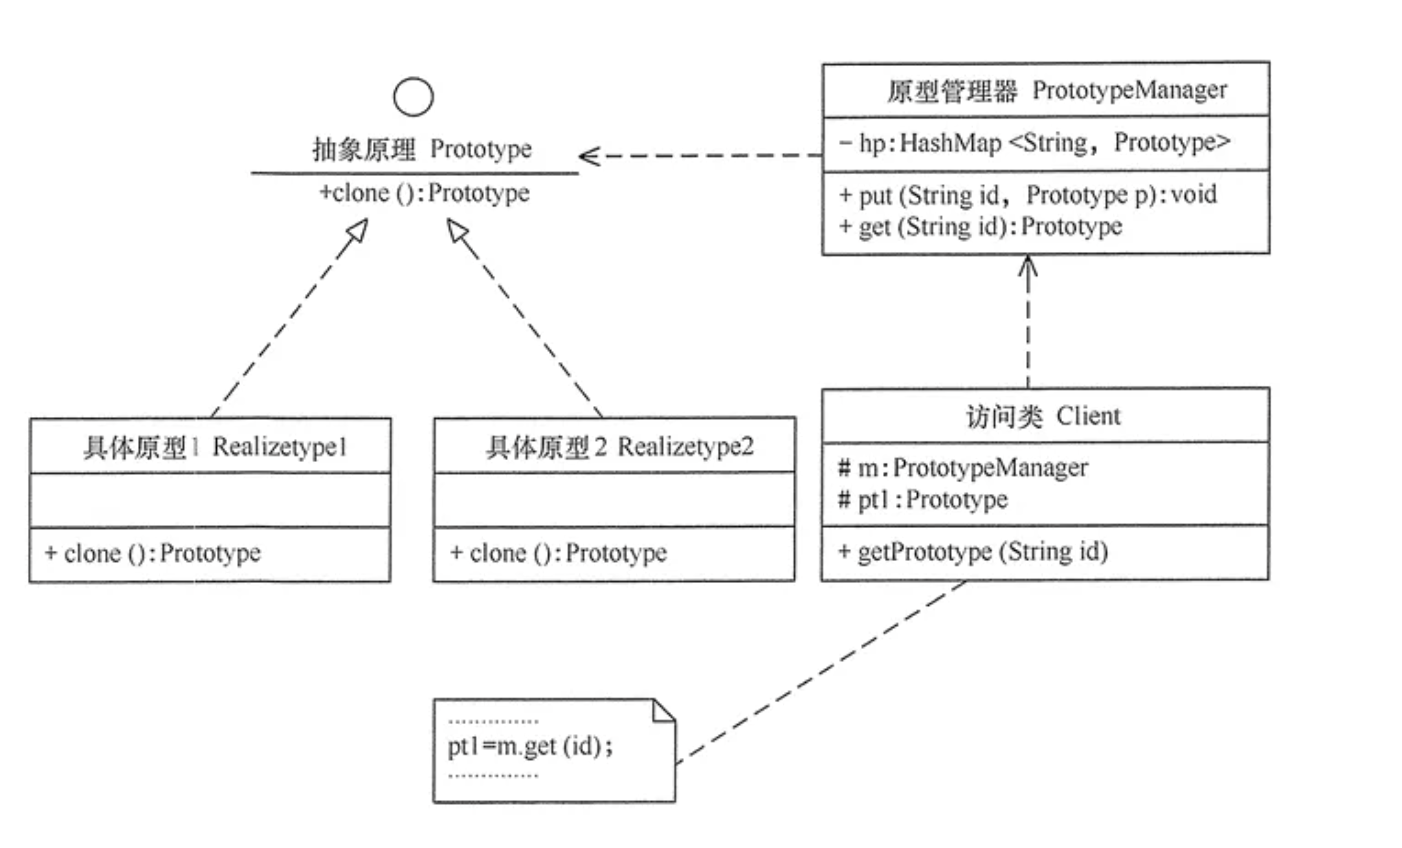 抽象原理 Prototype
+clone ():Prototype
原型管理器 PrototypeManager
- hp:HashMap <String, Prototype>
+ put (String id, Prototype p):void
+ get (String id):Prototype
具体原型1 Realizetype1
+ clone ():Prototype
具体原型2 Realizetype2
+ clone ():Prototype
访问类 Client
# m:PrototypeManager
# pt1:Prototype
+ getPrototype (String id)
..............
pt1=m.get (id);
..............